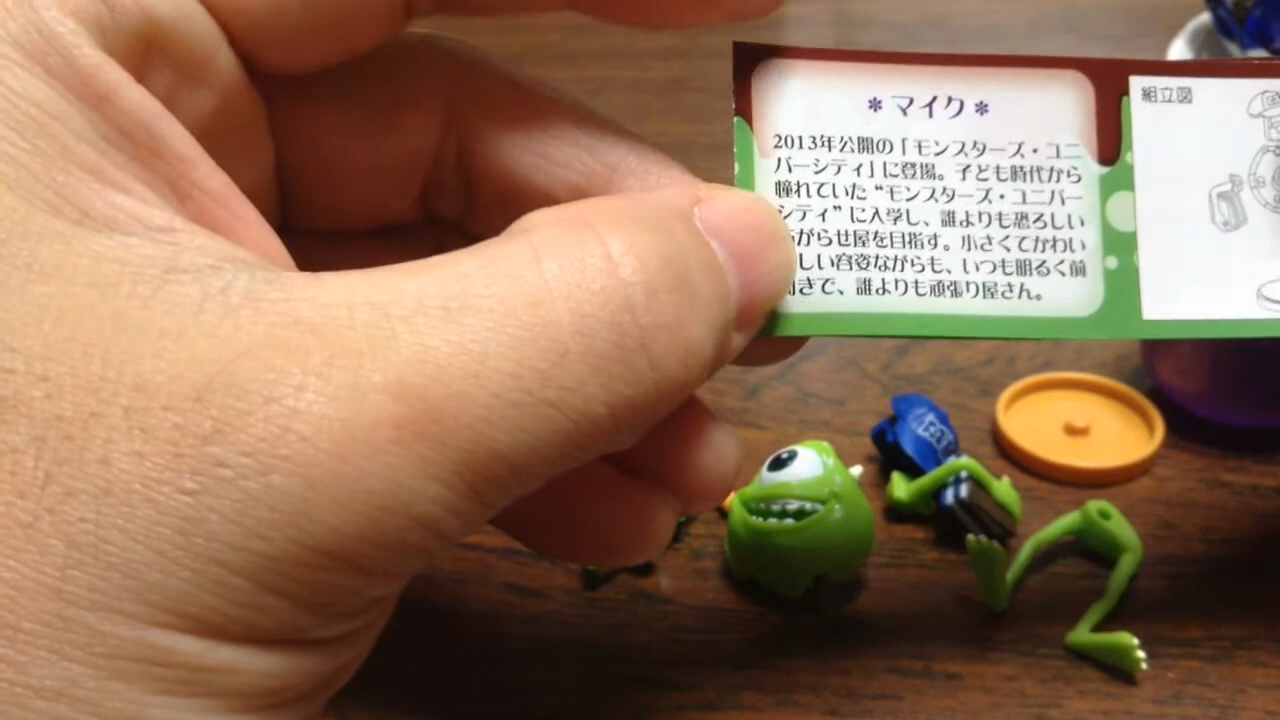 ＊マイク＊
2013年公開の「モンスターズ・ユニ
バーシティ」に登場。子ども時代から
憧れていた“モンスターズ・ユニバー
シティ”に入学し、誰よりも恐ろしい
がらせ屋を目指す。小さくてかわい
しい容姿ながらも、いつも明るく前
向きで、誰よりも頑張り屋さん。
組立図